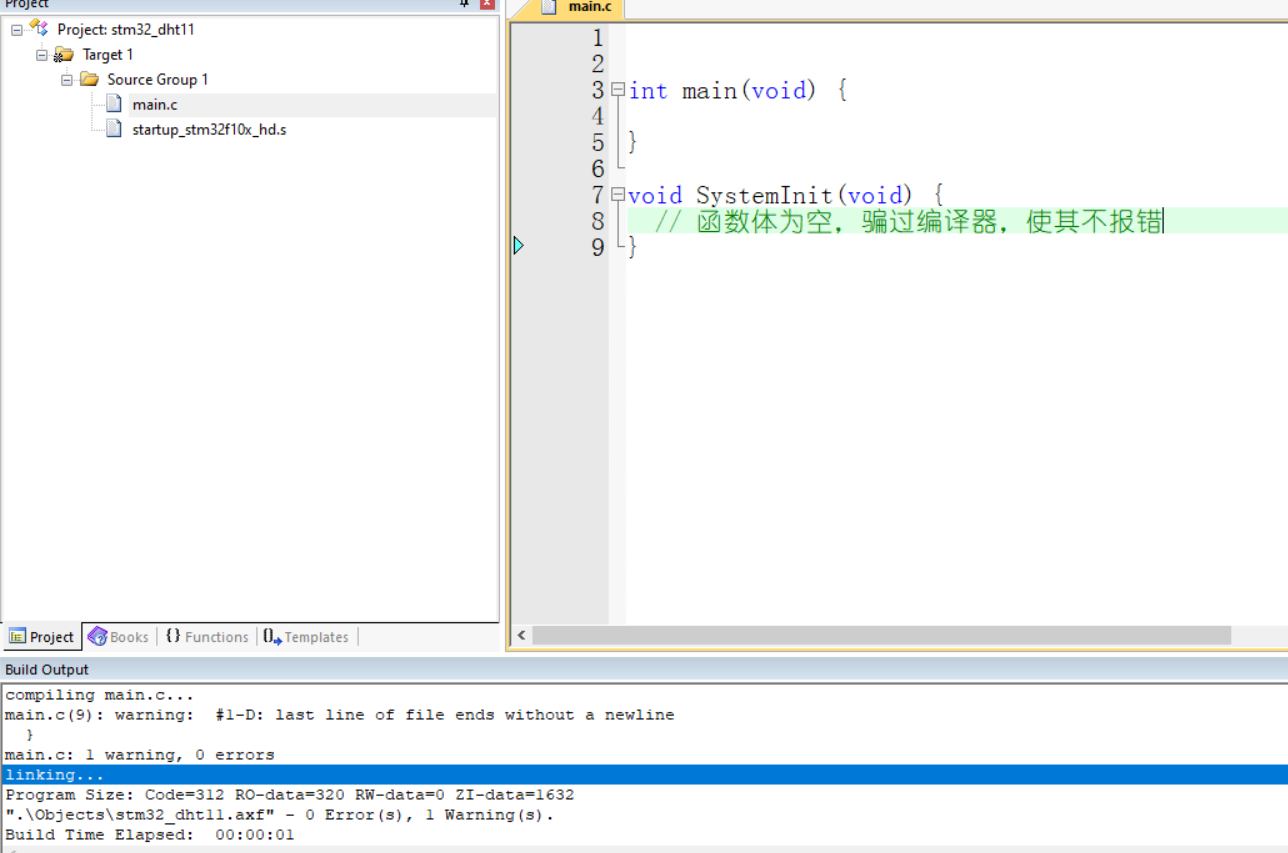 Project
Project: stm32_dht11
Target 1
Source Group 1
main.c
startup_stm32f10x_hd.s
Project
Books
{} Functions
0 Templates
main.c
1
2
3 int main(void) {
4
5 }
6
7 void SystemInit(void) {
8 // 函数体为空，骗过编译器，使其不报错
9 }
Build Output
compiling main.c...
main.c(9): warning:  #1-D: last line of file ends without a newline
  }
main.c: 1 warning, 0 errors
linking...
Program Size: Code=312 RO-data=320 RW-data=0 ZI-data=1632
".\Objects\stm32_dht11.axf" - 0 Error(s), 1 Warning(s).
Build Time Elapsed:  00:00:01